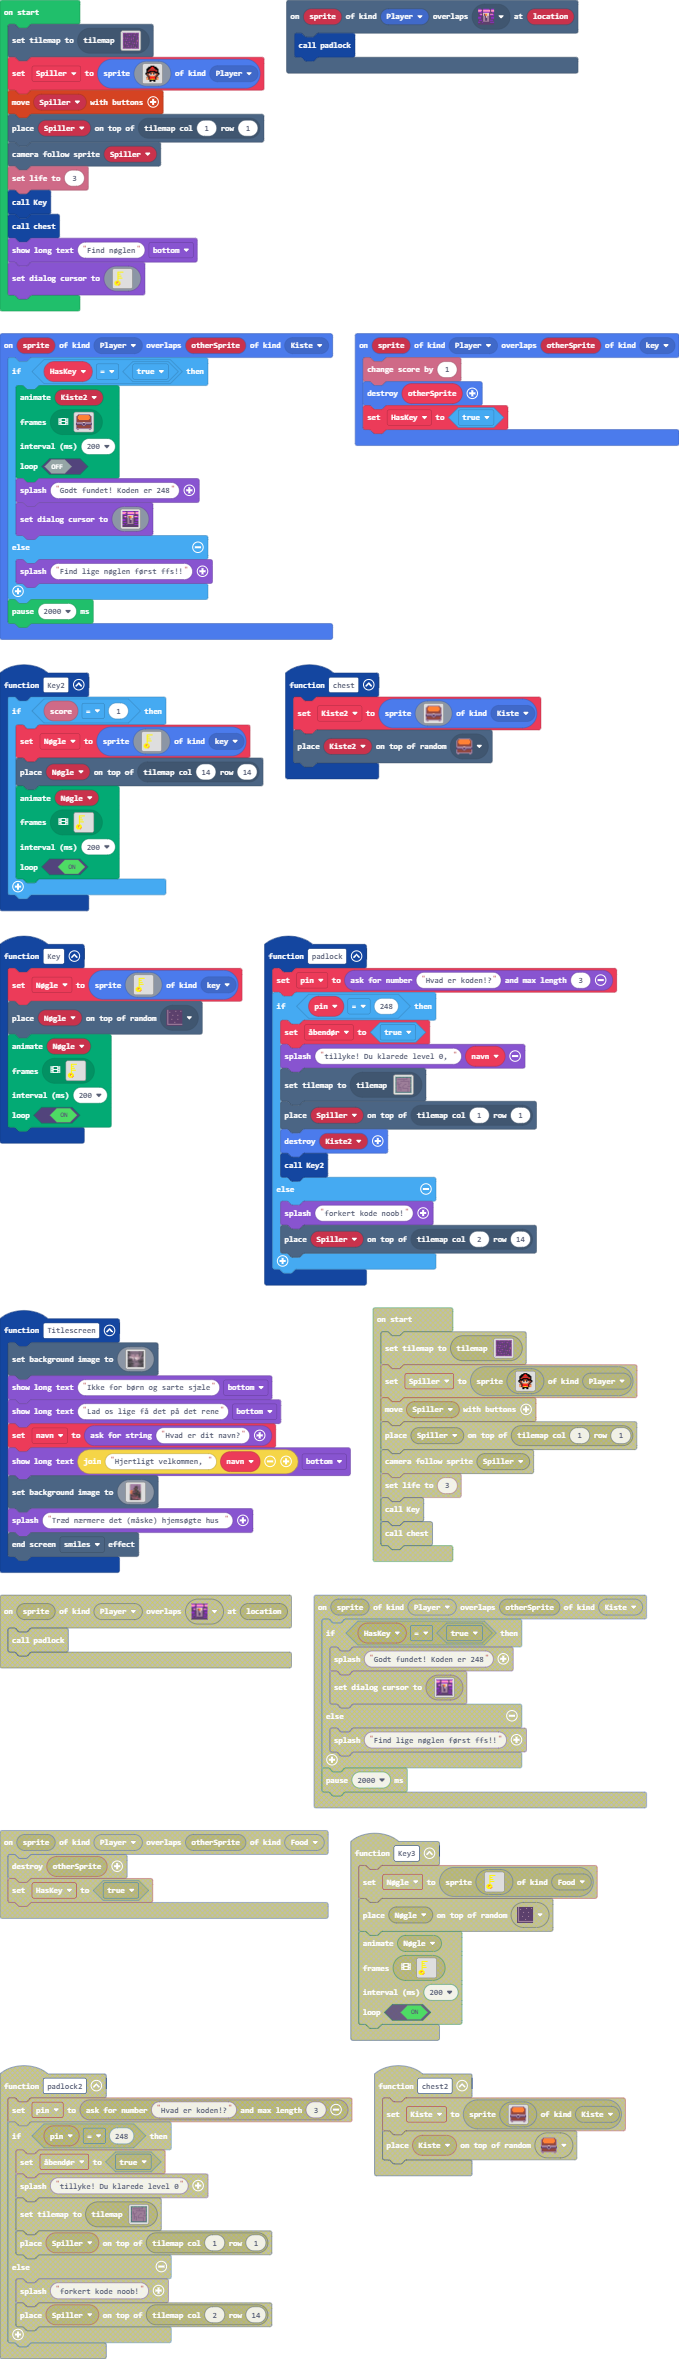 on start
set tilemap to tilemap
set Spiller to sprite of kind Player
move Spiller with buttons
place Spiller on top of tilemap col 1 row 1
camera follow sprite Spiller
set life to 3
call Key
call chest
show long text "Find nøglen" bottom
set dialog cursor to
on sprite of kind Player overlaps at location
call padlock
on sprite of kind Player overlaps otherSprite of kind Kiste
if HasKey = true then
animate Kiste2
frames
interval (ms) 200
loop OFF
splash "Godt fundet! Koden er 248"
set dialog cursor to
else
splash "Find lige nøglen først ffs!!"
pause 2000 ms
on sprite of kind Player overlaps otherSprite of kind key
change score by 1
destroy otherSprite
set HasKey to true
function Key2
if score = 1 then
set Nøgle to sprite of kind key
place Nøgle on top of tilemap col 14 row 14
animate Nøgle
frames
interval (ms) 200
loop ON
function chest
set Kiste2 to sprite of kind Kiste
place Kiste2 on top of random
function Key
set Nøgle to sprite of kind key
place Nøgle on top of random
animate Nøgle
frames
interval (ms) 200
loop ON
function padlock
set pin to ask for number "Hvad er koden!?" and max length 3
if pin = 248 then
set åbendør to true
splash "tillyke! Du klarede level 0, " navn
set tilemap to tilemap
place Spiller on top of tilemap col 1 row 1
destroy Kiste2
call Key2
else
splash "forkert kode noob!"
place Spiller on top of tilemap col 2 row 14
function Titlescreen
set background image to
show long text "Ikke for børn og sarte sjæle" bottom
show long text "Lad os lige få det på det rene" bottom
set navn to ask for string "Hvad er dit navn?"
show long text join "Hjertligt velkommen, " navn bottom
set background image to
splash "Træd nærmere det (måske) hjemsøgte hus "
end screen smiles effect
on start
set tilemap to tilemap
set Spiller to sprite of kind Player
move Spiller with buttons
place Spiller on top of tilemap col 1 row 1
camera follow sprite Spiller
set life to 3
call Key
call chest
on sprite of kind Player overlaps at location
call padlock
on sprite of kind Player overlaps otherSprite of kind Kiste
if HasKey = true then
splash "Godt fundet! Koden er 248"
set dialog cursor to
else
splash "Find lige nøglen først ffs!!"
pause 2000 ms
on sprite of kind Player overlaps otherSprite of kind Food
destroy otherSprite
set HasKey to true
function Key3
set Nøgle to sprite of kind Food
place Nøgle on top of random
animate Nøgle
frames
interval (ms) 200
loop ON
function padlock2
set pin to ask for number "Hvad er koden!?" and max length 3
if pin = 248 then
set åbendør to true
splash "tillyke! Du klarede level 0"
set tilemap to tilemap
place Spiller on top of tilemap col 1 row 1
else
splash "forkert kode noob!"
place Spiller on top of tilemap col 2 row 14
function chest2
set Kiste to sprite of kind Kiste
place Kiste on top of random